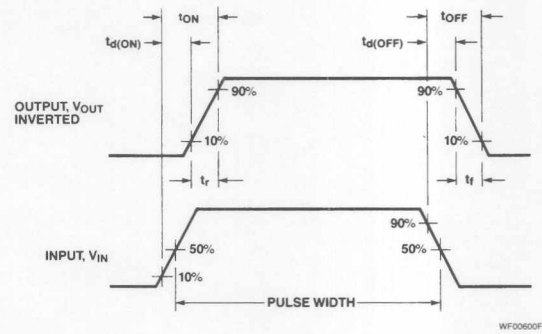 tON
tOFF
td(ON)
td(OFF)
OUTPUT, VOUT
INVERTED
90%
90%
10%
10%
tr
tf
INPUT, VIN
90%
50%
50%
10%
PULSE WIDTH
WF00600F